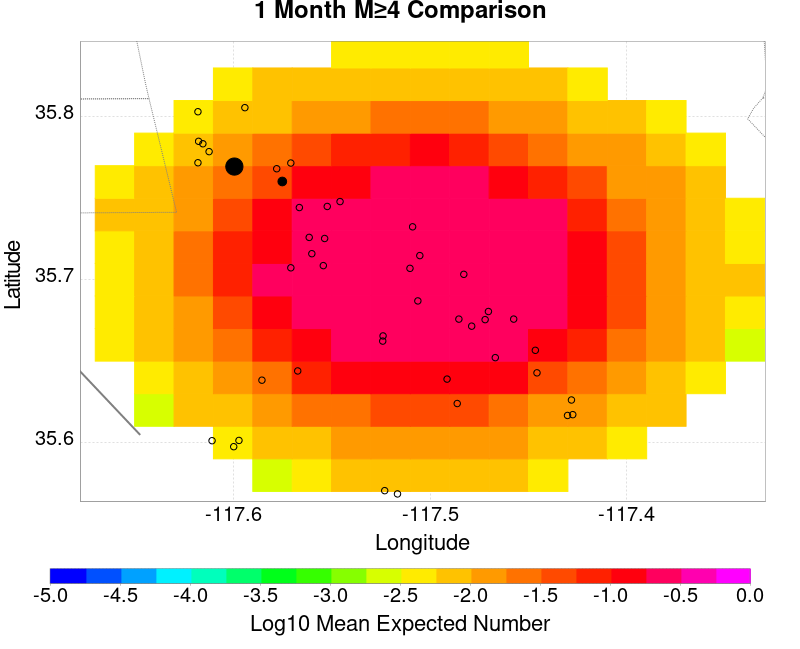 1 Month M≥4 Comparison
35.8
35.7
35.6
Latitude
-117.6 -117.5 -117.4
Longitude
-5.0 -4.5 -4.0 -3.5 -3.0 -2.5 -2.0 -1.5 -1.0 -0.5 0.0
Log10 Mean Expected Number